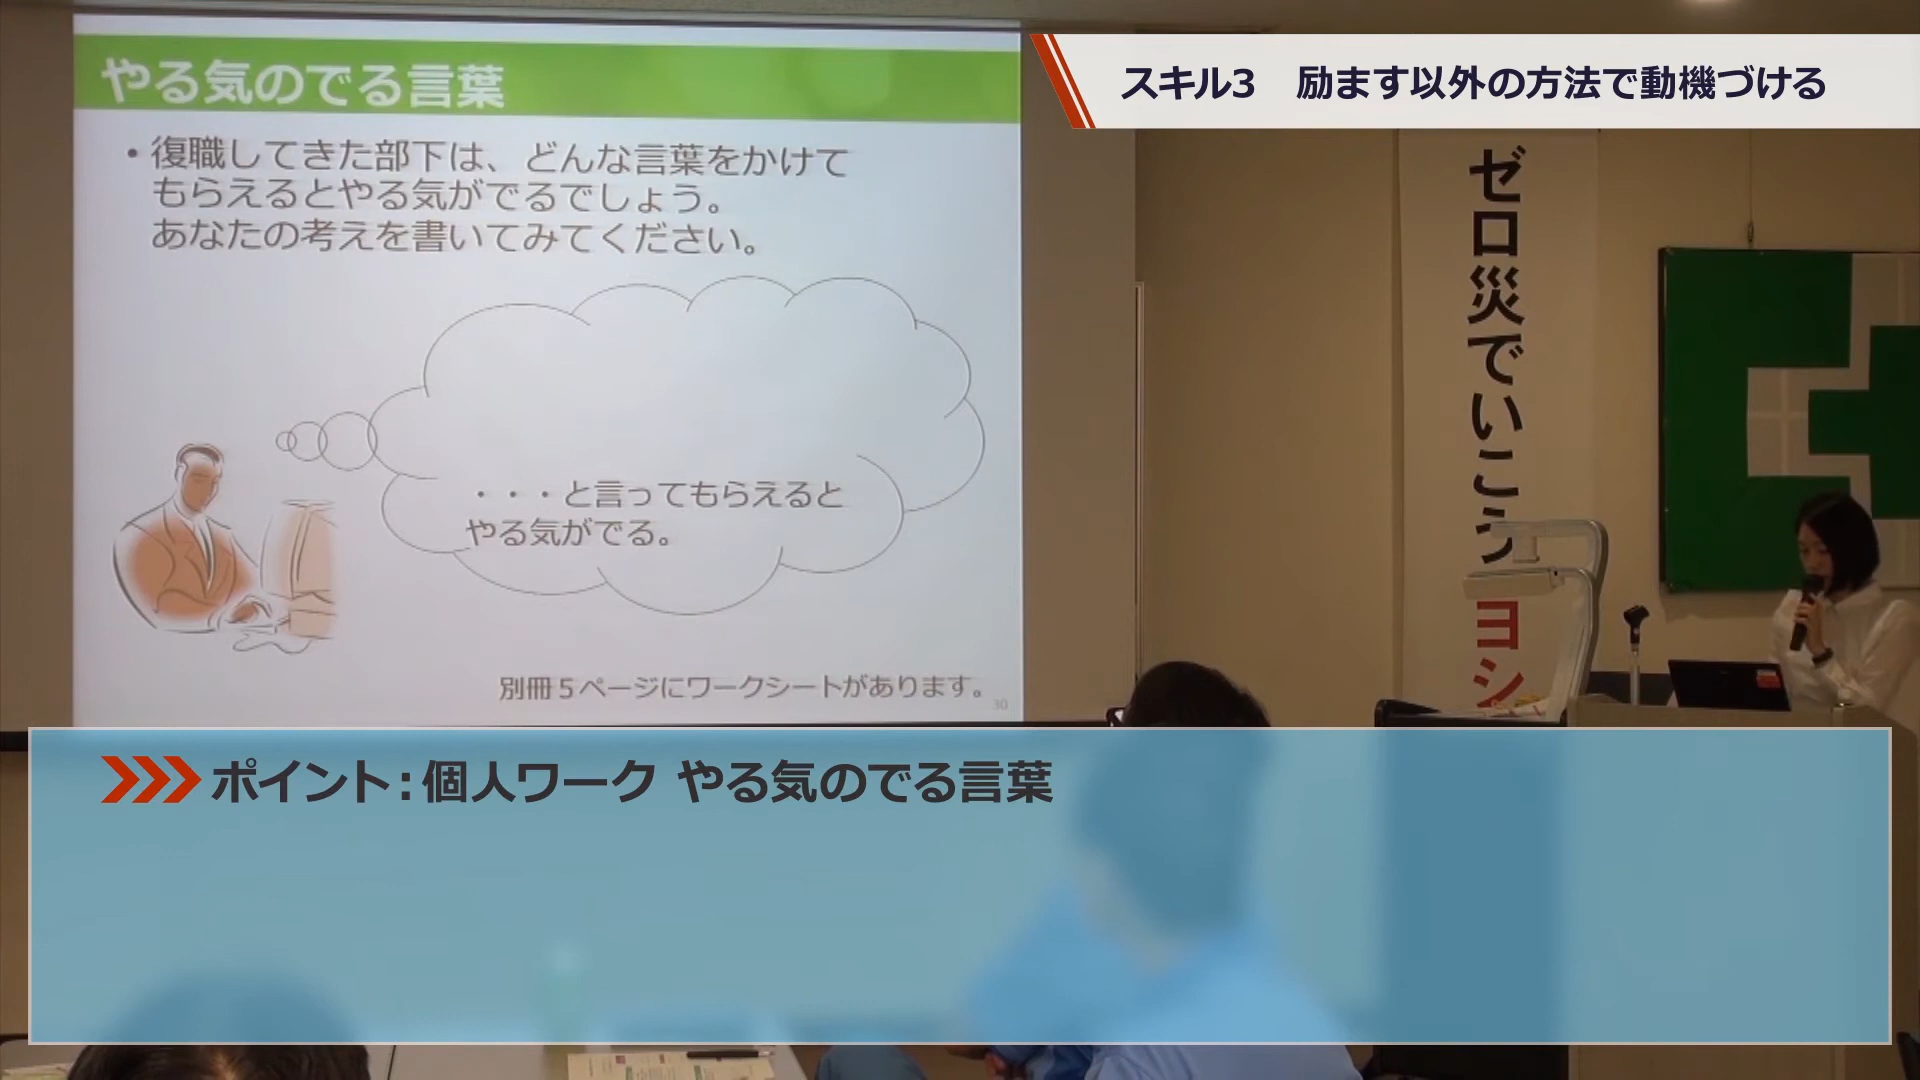 やる気のでる言葉
・復職してきた部下は、どんな言葉をかけて
もらえるとやる気がでるでしょう。
あなたの考えを書いてみてください。
・・・と言ってもらえると
やる気がでる。
別冊5ページにワークシートがあります。
30
スキル3 励ます以外の方法で動機づける
ゼロ災でいこうヨシ
ポイント:個人ワーク やる気のでる言葉